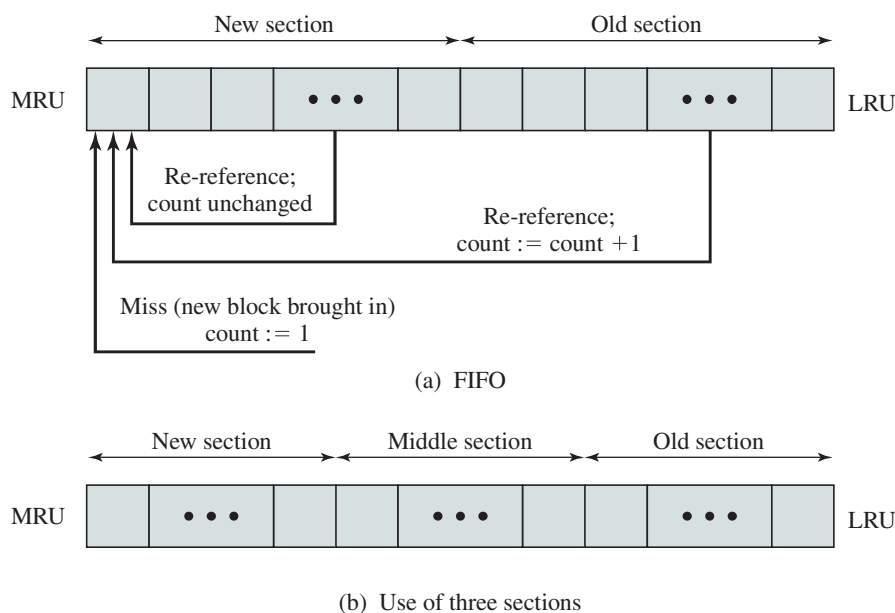 New section Old section
MRU LRU
Re-reference;
count unchanged
Re-reference;
count := count +1
Miss (new block brought in)
count := 1
(a) FIFO
New section Middle section Old section
MRU LRU
(b) Use of three sections